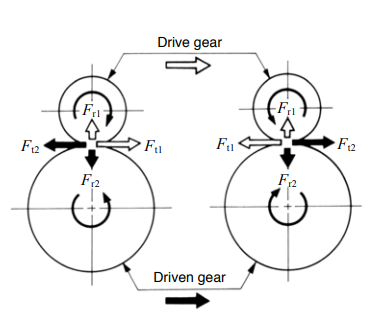 Drive gear
Fr1 Fr1
Ft2 Ft1 Ft1 Ft2
Fr2 Fr2
Driven gear